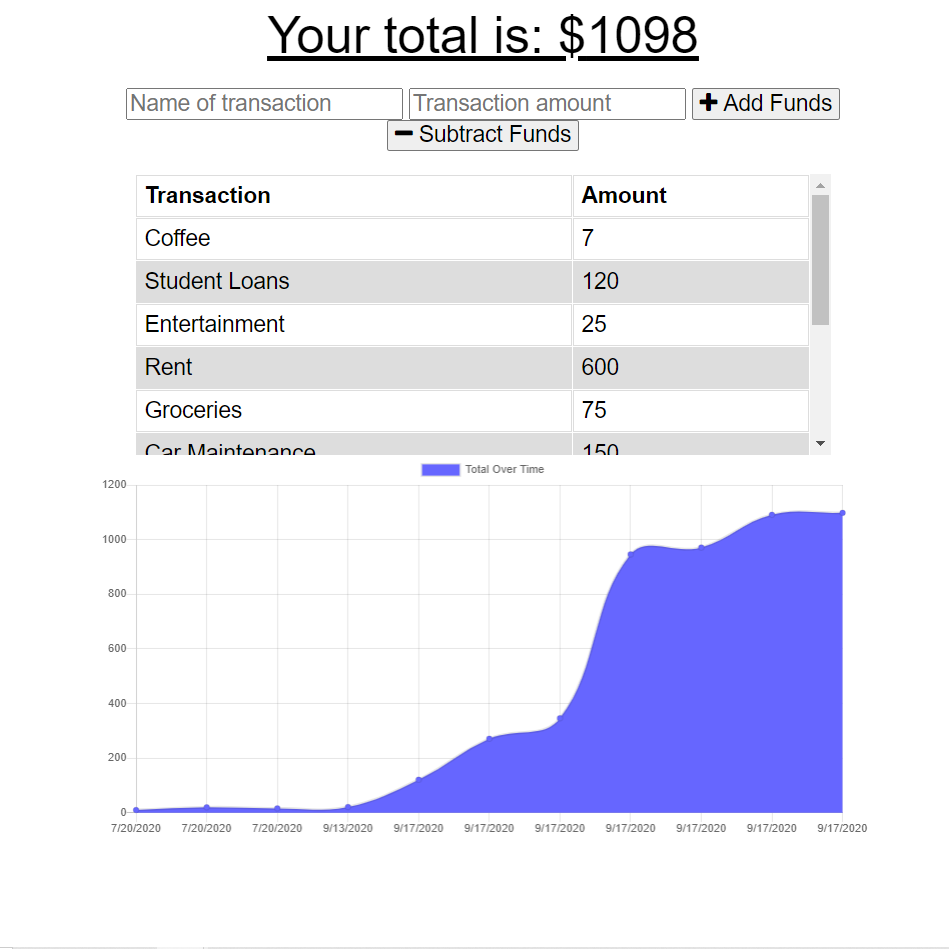 Your total is: $1098
Name of transaction Transaction amount Add Funds
Subtract Funds
Transaction Amount
Coffee 7
Student Loans 120
Entertainment 25
Rent 600
Groceries 75
Car Maintenance 150
Total Over Time
1200
1000
800
600
400
200
0
7/20/2020 7/20/2020 7/20/2020 9/13/2020 9/17/2020 9/17/2020 9/17/2020 9/17/2020 9/17/2020 9/17/2020 9/17/2020